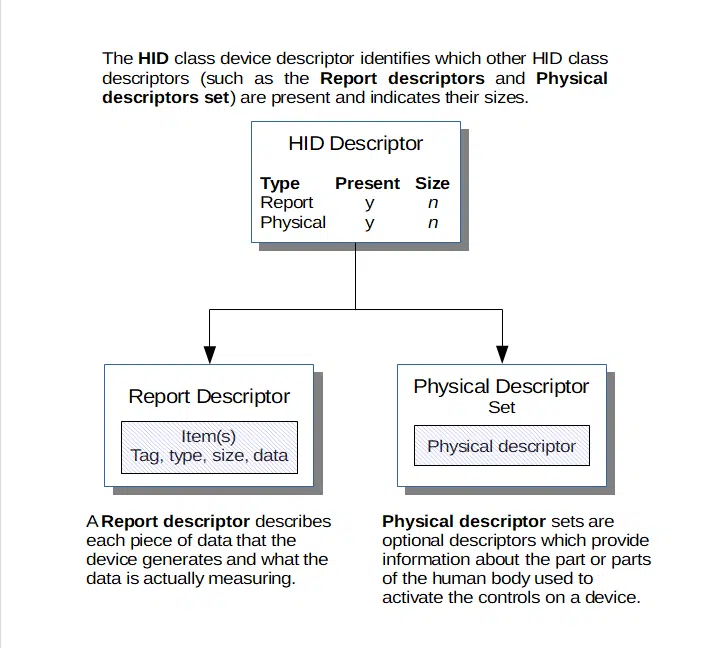 The HID class device descriptor identifies which other HID class
descriptors (such as the Report descriptors and Physical
descriptors set) are present and indicates their sizes.
HID Descriptor
Type Present Size
Report y n
Physical y n
Report Descriptor
Item(s)
Tag, type, size, data
Physical Descriptor
Set
Physical descriptor
A Report descriptor describes
each piece of data that the
device generates and what the
data is actually measuring.
Physical descriptor sets are
optional descriptors which provide
information about the part or parts
of the human body used to
activate the controls on a device.